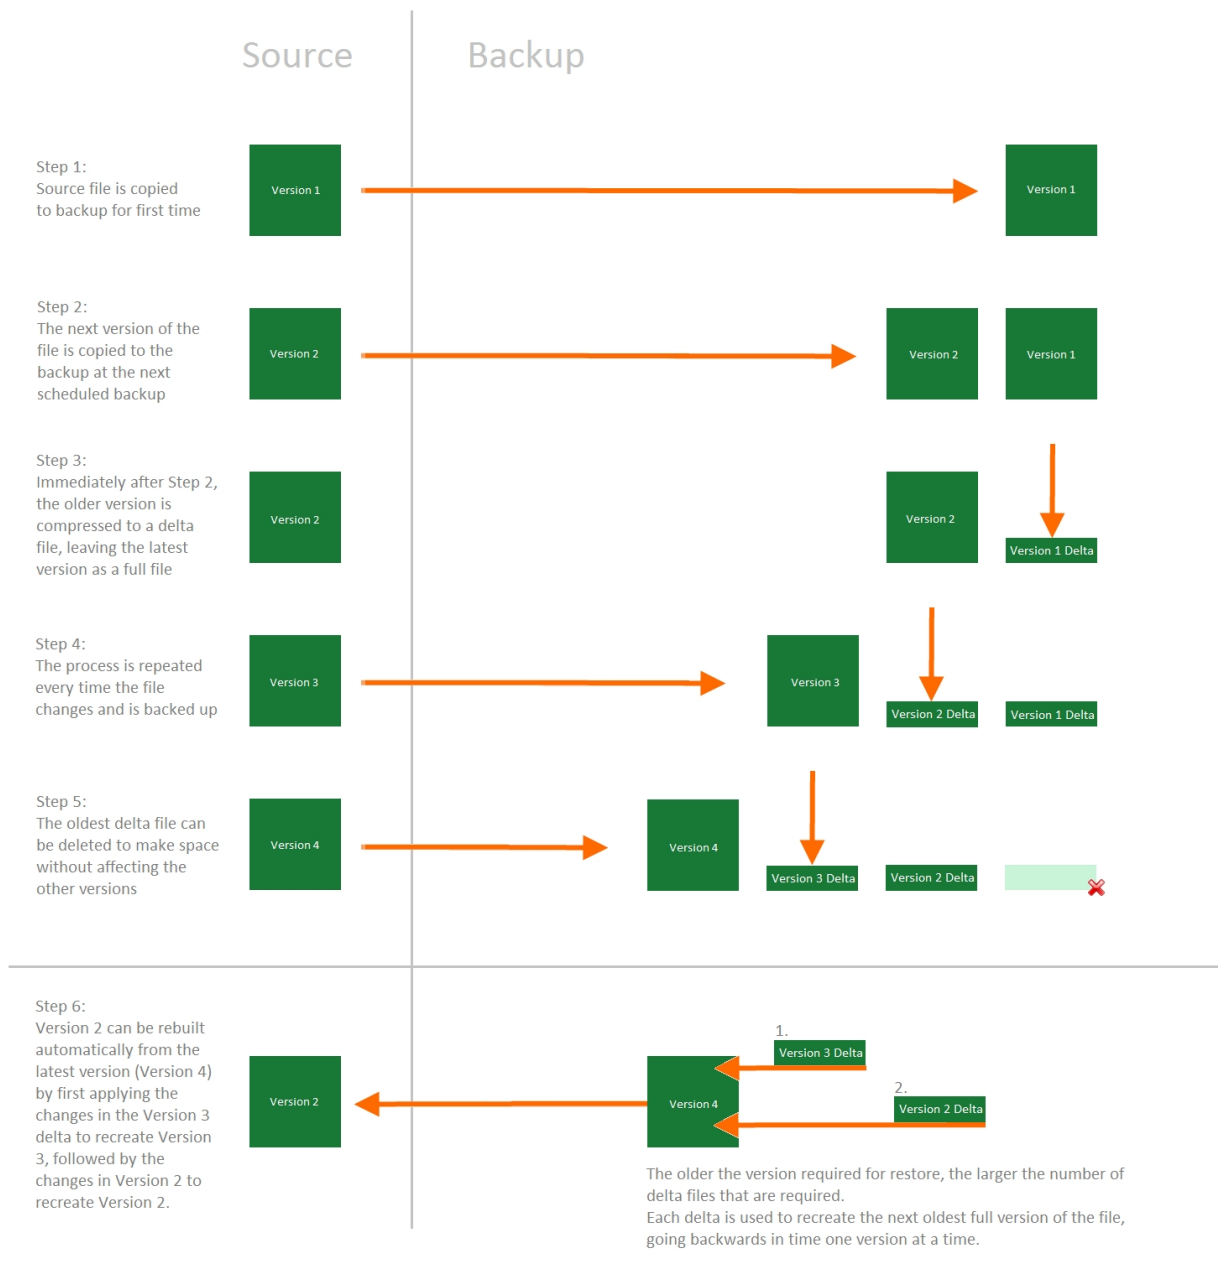 Source
Backup
Step 1:
Source file is copied
to backup for first time
Version 1
Version 1
Step 2:
The next version of the
file is copied to the
backup at the next
scheduled backup
Version 2
Version 2
Version 1
Step 3:
Immediately after Step 2,
the older version is
compressed to a delta
file, leaving the latest
version as a full file
Version 2
Version 2
Version 1 Delta
Step 4:
The process is repeated
every time the file
changes and is backed up
Version 3
Version 3
Version 2 Delta
Version 1 Delta
Step 5:
The oldest delta file can
be deleted to make space
without affecting the
other versions
Version 4
Version 4
Version 3 Delta
Version 2 Delta
Step 6:
Version 2 can be rebuilt
automatically from the
latest version (Version 4)
by first applying the
changes in the Version 3
delta to recreate Version
3, followed by the
changes in Version 2 to
recreate Version 2.
Version 2
Version 4
1.
Version 3 Delta
2.
Version 2 Delta
The older the version required for restore, the larger the number of
delta files that are required.
Each delta is used to recreate the next oldest full version of the file,
going backwards in time one version at a time.